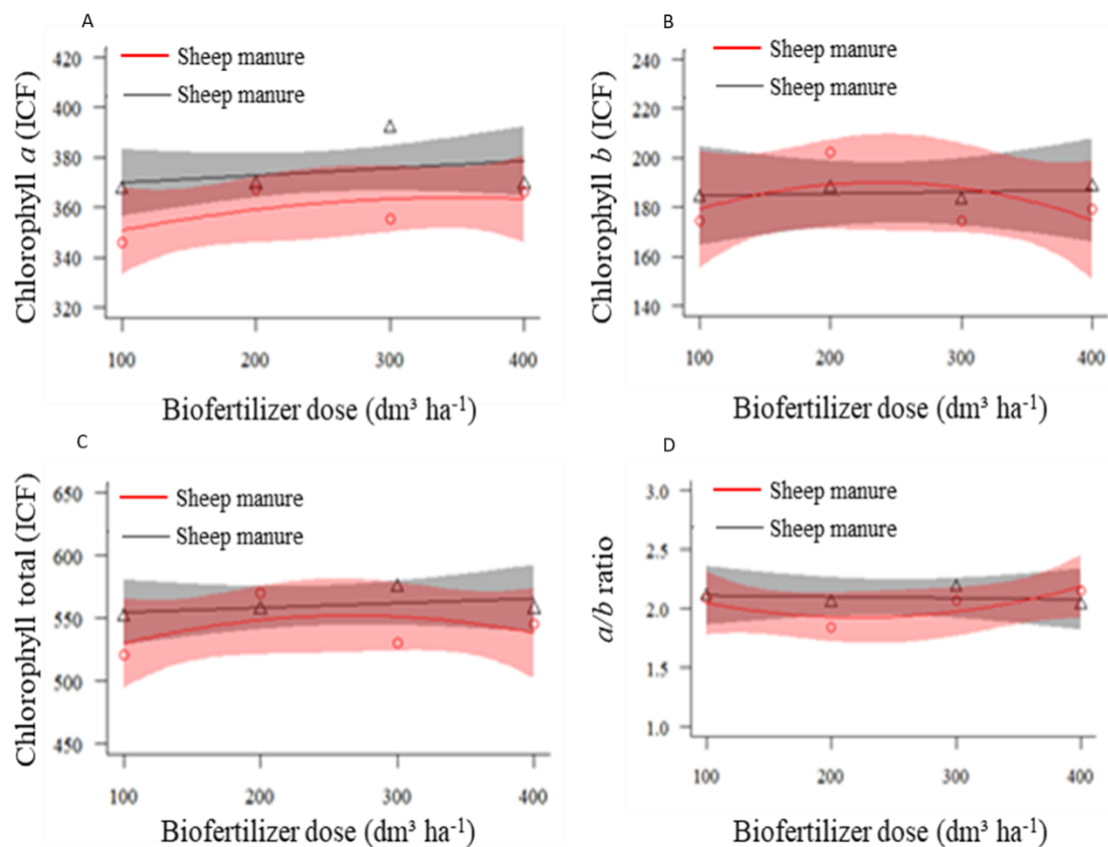 A
Chlorophyll a (ICF)
420
400
380
360
340
320
Sheep manure
Sheep manure
100 200 300 400
Biofertilizer dose (dm³ ha⁻¹)
B
Chlorophyll b (ICF)
240
220
200
180
160
140
Sheep manure
Sheep manure
100 200 300 400
Biofertilizer dose (dm³ ha⁻¹)
C
Chlorophyll total (ICF)
650
600
550
500
450
Sheep manure
Sheep manure
100 200 300 400
Biofertilizer dose (dm³ ha⁻¹)
D
a/b ratio
3.0
2.5
2.0
1.5
1.0
Sheep manure
Sheep manure
100 200 300 400
Biofertilizer dose (dm³ ha⁻¹)